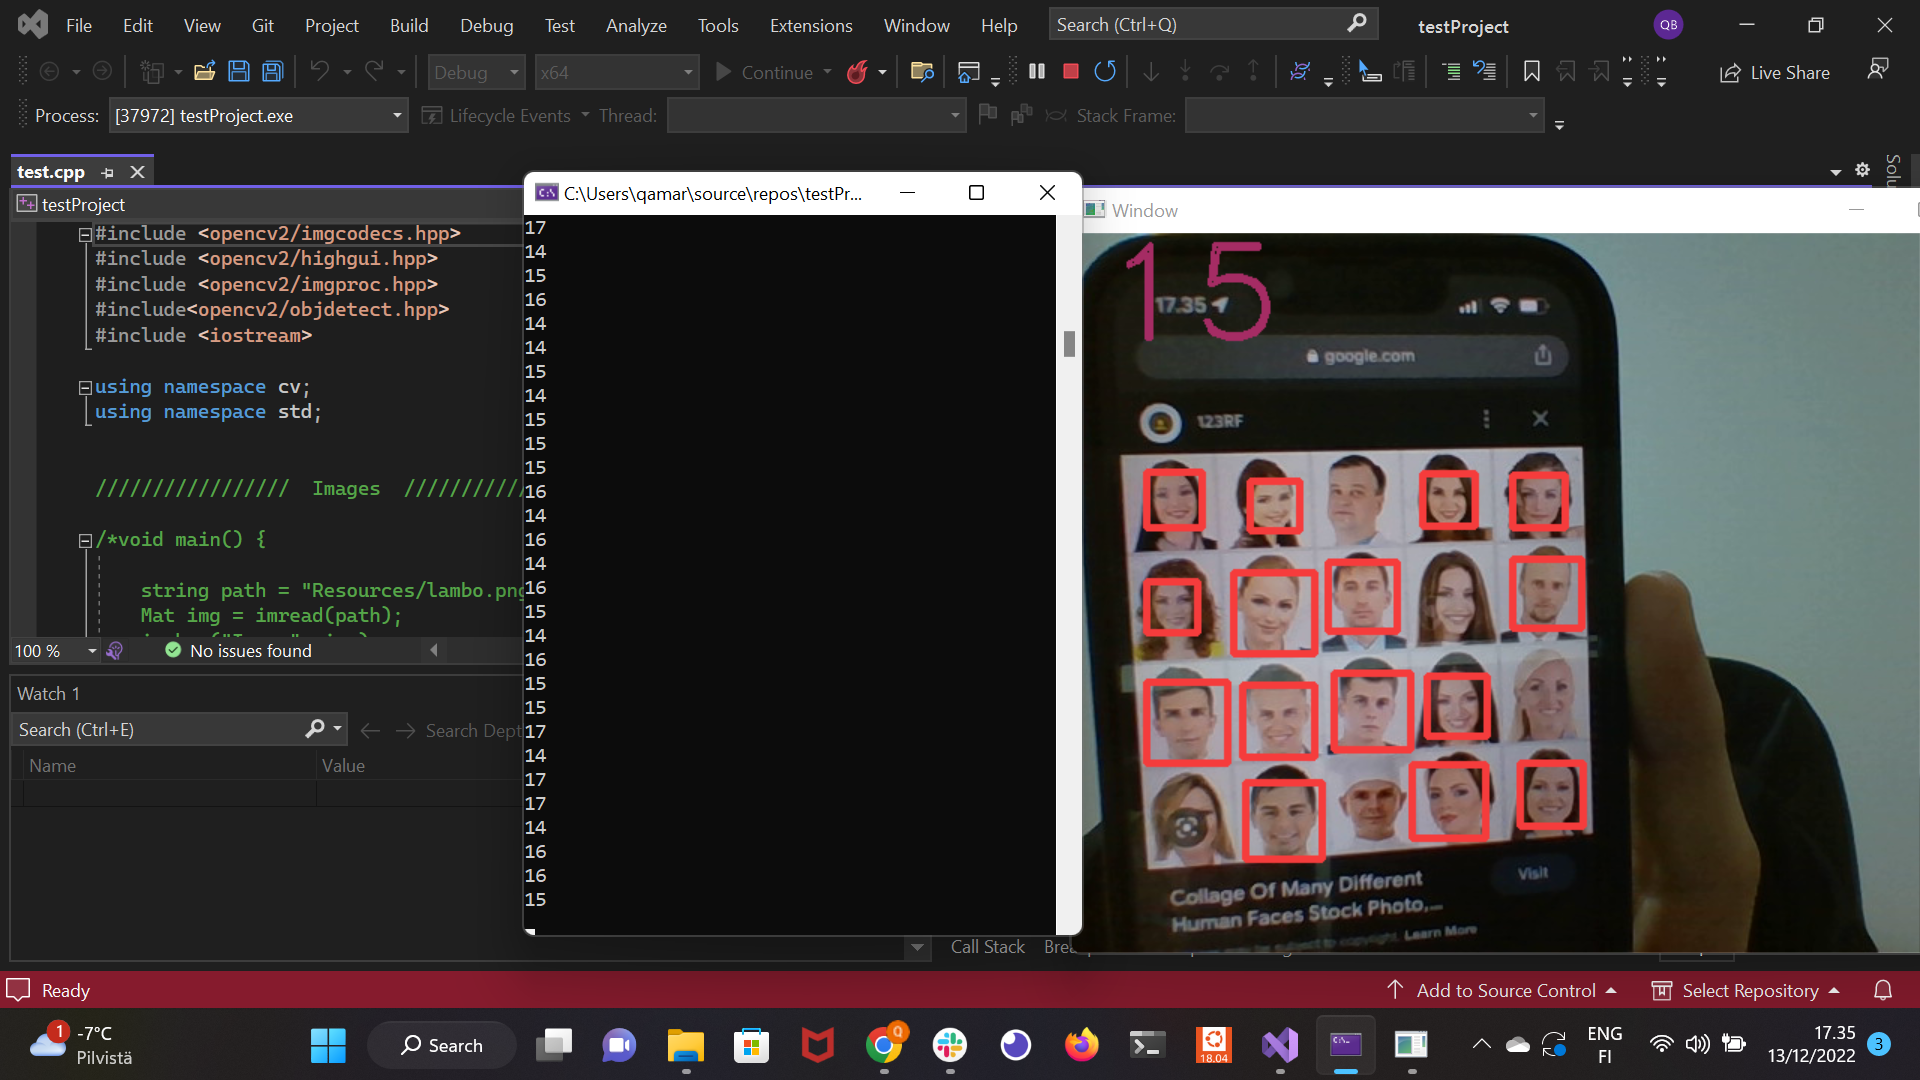 File Edit View Git Project Build Debug Test Analyze Tools Extensions Window Help Search (Ctrl+Q) testProject QB
Debug x64 Continue Live Share
Process: [37972] testProject.exe Lifecycle Events Thread: Stack Frame:
test.cpp
testProject
#include <opencv2/imgcodecs.hpp>
#include <opencv2/highgui.hpp>
#include <opencv2/imgproc.hpp>
#include<opencv2/objdetect.hpp>
#include <iostream>
using namespace cv;
using namespace std;
///////////////// Images
/*void main() {
string path = "Resources/lambo.png
Mat img = imread(path);
100 % No issues found
Watch 1
Search (Ctrl+E) Search Dept
Name Value
C:\Users\qamar\source\repos\testPr...
17
14
15
16
14
14
15
14
15
15
15
16
14
16
14
16
15
14
16
15
15
17
14
17
17
14
16
16
15
Window
15
17.35
google.com
123RF
Collage Of Many Different
Human Faces Stock Photo,...
Visit
Learn More
Solu
Call Stack
Ready Add to Source Control Select Repository
1 -7°C
Pilvistä
Search
Q
18.04
ENG
FI
17.35
13/12/2022
3